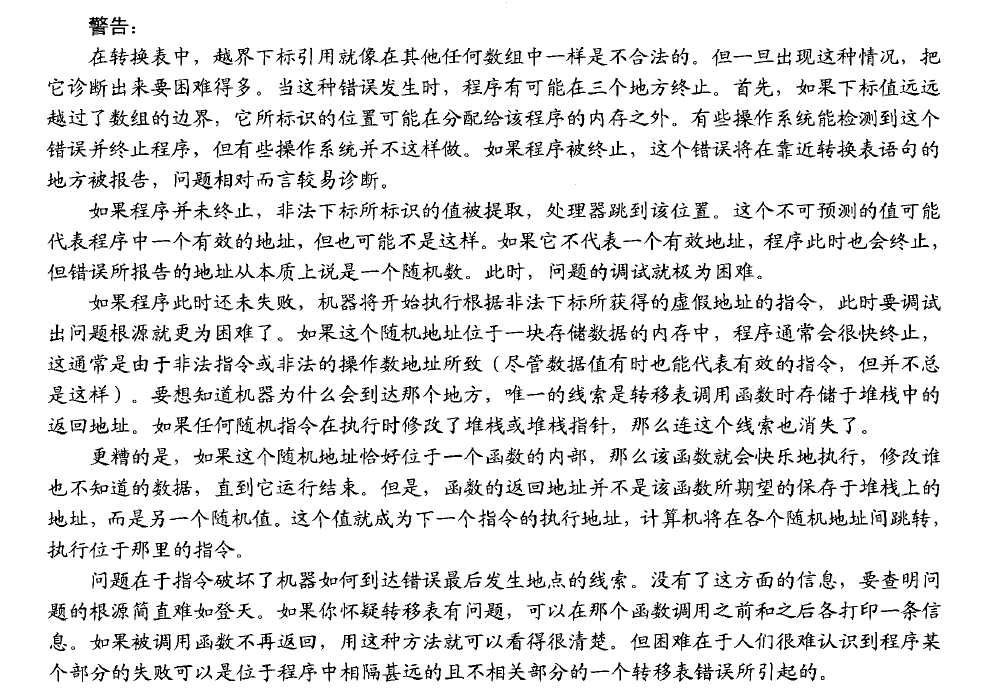 警告：
在转换表中，越界下标引用就像在其他任何数组中一样是不合法的。但一旦出现这种情况，把
它诊断出来要困难得多。当这种错误发生时，程序有可能在三个地方终止。首先，如果下标值远远
越过了数组的边界，它所标识的位置可能在分配给该程序的内存之外。有些操作系统能检测到这个
错误并终止程序，但有些操作系统并不这样做。如果程序被终止，这个错误将在靠近转换表语句的
地方被报告，问题相对而言较易诊断。
如果程序并未终止，非法下标所标识的值被提取，处理器跳到该位置。这个不可预测的值可能
代表程序中一个有效的地址，但也可能不是这样。如果它不代表一个有效地址，程序此时也会终止，
但错误所报告的地址从本质上说是一个随机数。此时，问题的调试就极为困难。
如果程序此时还未失败，机器将开始执行根据非法下标所获得的虚假地址的指令，此时要调试
出问题根源就更为困难了。如果这个随机地址位于一块存储数据的内存中，程序通常会很快终止，
这通常是由于非法指令或非法的操作数地址所致（尽管数据值有时也能代表有效的指令，但并不总
是这样）。要想知道机器为什么会到达那个地方，唯一的线索是转移表调用函数时存储于堆栈中的
返回地址。如果任何随机指令在执行时修改了堆栈或堆栈指针，那么连这个线索也消失了。
更糟的是，如果这个随机地址恰好位于一个函数的内部，那么该函数就会快乐地执行，修改谁
也不知道的数据，直到它运行结束。但是，函数的返回地址并不是该函数所期望的保存于堆栈上的
地址，而是另一个随机值。这个值就成为下一个指令的执行地址，计算机将在各个随机地址间跳转，
执行位于那里的指令。
问题在于指令破坏了机器如何到达错误最后发生地点的线索。没有了这方面的信息，要查明问
题的根源简直难如登天。如果你怀疑转移表有问题，可以在那个函数调用之前和之后各打印一条信
息。如果被调用函数不再返回，用这种方法就可以看得很清楚。但困难在于人们很难认识到程序某
个部分的失败可以是位于程序中相隔甚远的且不相关部分的一个转移表错误所引起的。